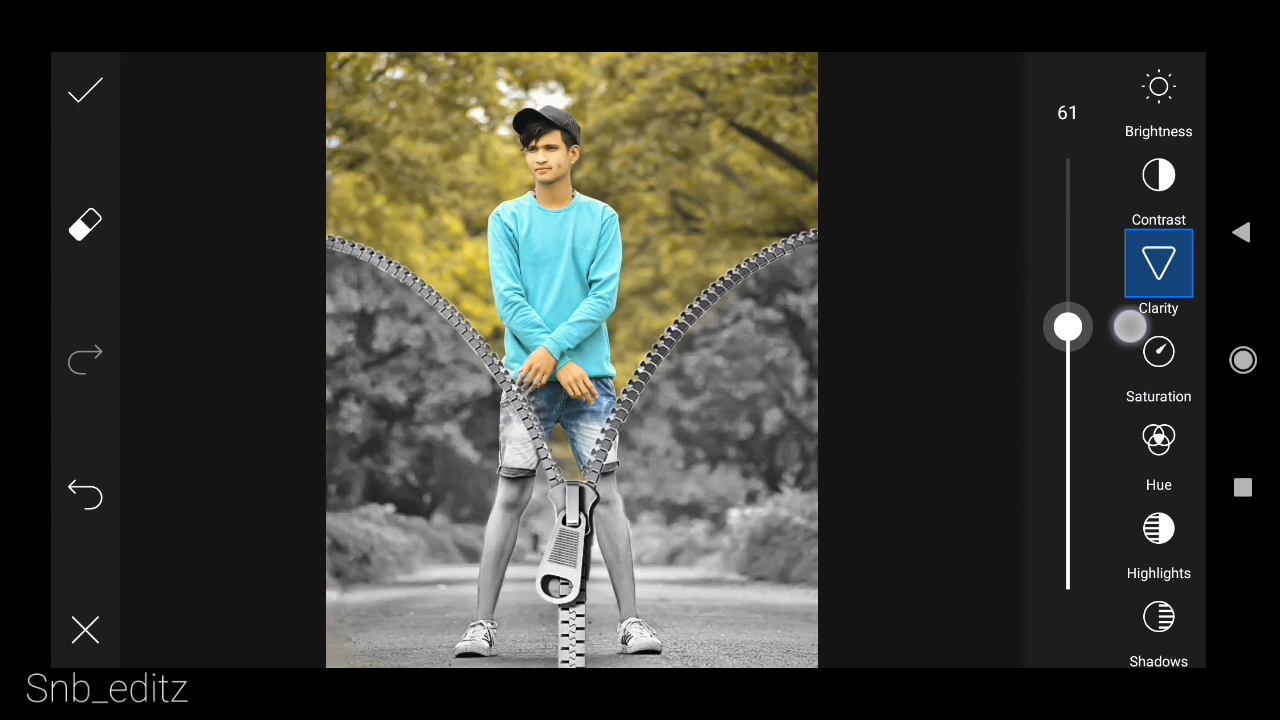 61
Brightness
Contrast
Clarity
Saturation
Hue
Highlights
Shadows
Snb_editz